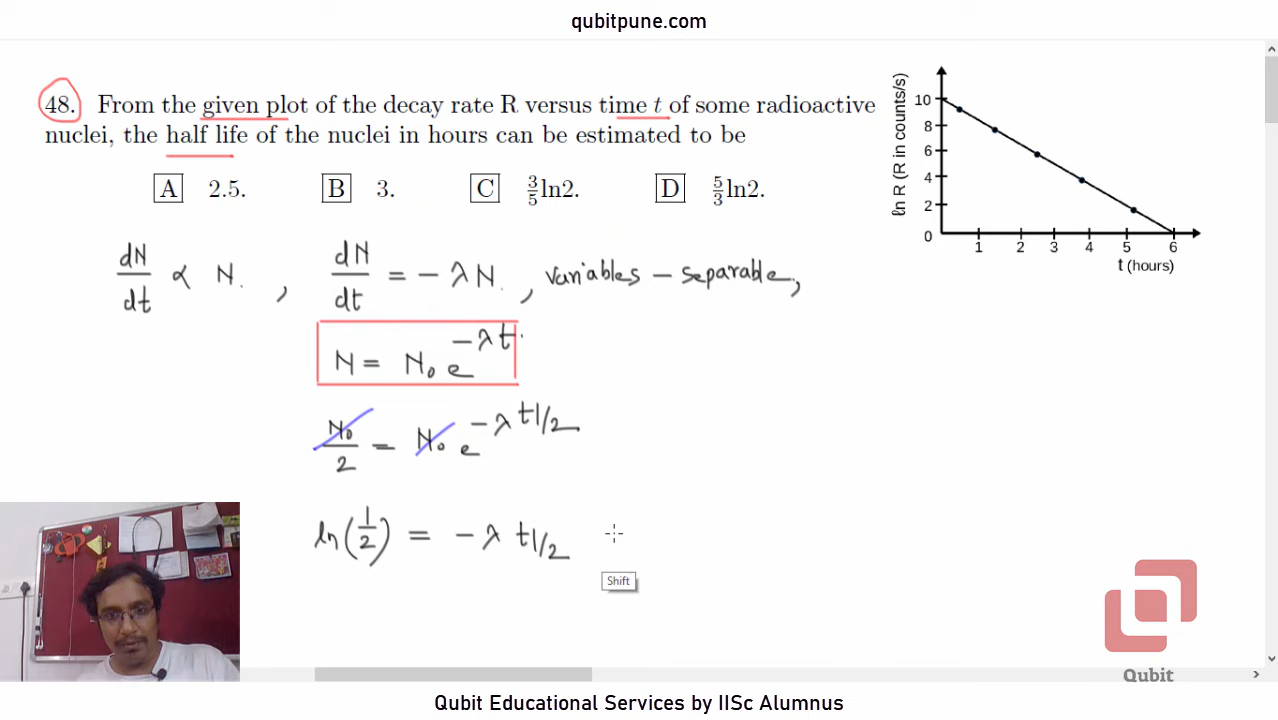 qubitpune.com
48. From the given plot of the decay rate R versus time t of some radioactive
nuclei, the half life of the nuclei in hours can be estimated to be
A 2.5. B 3. C 3/5 ln2. D 5/3 ln2.
ℓn R (R in counts/s)
10
8
6
4
2
0
1 2 3 4 5 6
t (hours)
dN/dt ∝ N. , dN/dt = -λN. , variables - separable,
N = N₀ e^(-λt).
N₀/2 = N₀ e^(-λ t1/2)
ln(1/2) = -λ t1/2
Shift
Qubit
Qubit Educational Services by IISc Alumnus